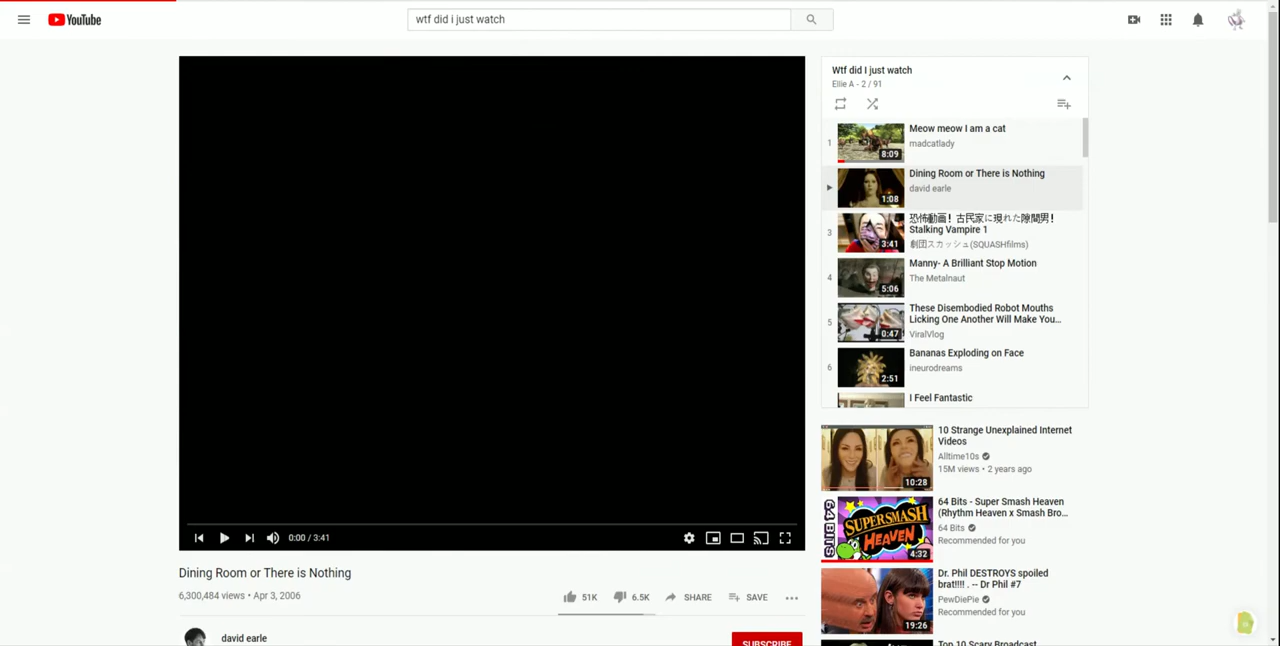 YouTube
wtf did i just watch
Wtf did I just watch
Ellie A - 2 / 91
1
8:09
Meow meow I am a cat
madcatlady
1:08
Dining Room or There is Nothing
david earle
3
3:41
恐怖動画！古民家に現れた隙間男！
Stalking Vampire 1
劇団スカッシュ(SQUASHfilms)
4
5:06
Manny- A Brilliant Stop Motion
The Metalnaut
5
0:47
These Disembodied Robot Mouths
Licking One Another Will Make You...
ViralVlog
6
2:51
Bananas Exploding on Face
ineurodreams
I Feel Fantastic
0:00 / 3:41
Dining Room or There is Nothing
6,300,484 views • Apr 3, 2006
51K
6.5K
SHARE
SAVE
david earle
SUBSCRIBE
10:28
10 Strange Unexplained Internet
Videos
Alltime10s
15M views • 2 years ago
64 BITS
SUPER SMASH
HEAVEN
4:32
64 Bits - Super Smash Heaven
(Rhythm Heaven x Smash Bro...
64 Bits
Recommended for you
19:26
Dr. Phil DESTROYS spoiled
brat!!!! . -- Dr Phil #7
PewDiePie
Recommended for you
Top 10 Scary Broadcast